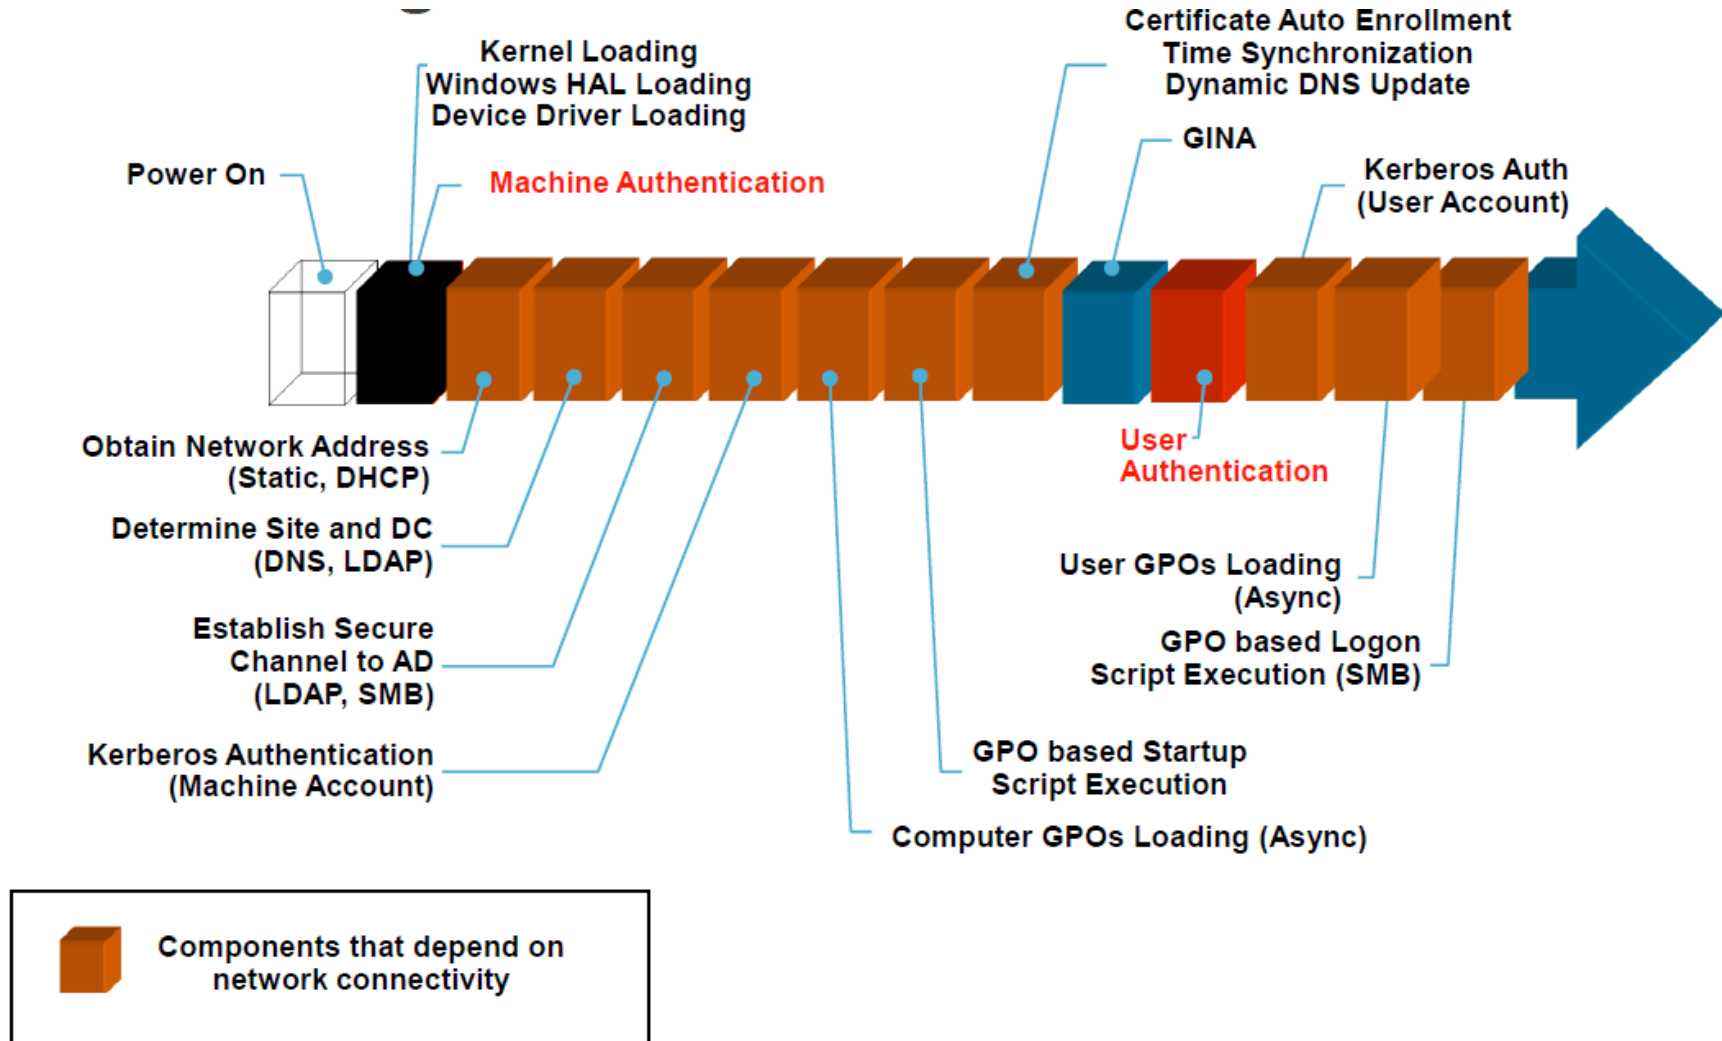 Certificate Auto Enrollment
Time Synchronization
Dynamic DNS Update
Kernel Loading
Windows HAL Loading
Device Driver Loading
GINA
Power On
Machine Authentication
Kerberos Auth
(User Account)
Obtain Network Address
(Static, DHCP)
User
Authentication
Determine Site and DC
(DNS, LDAP)
User GPOs Loading
(Async)
Establish Secure
Channel to AD
(LDAP, SMB)
GPO based Logon
Script Execution (SMB)
Kerberos Authentication
(Machine Account)
GPO based Startup
Script Execution
Computer GPOs Loading (Async)
Components that depend on
network connectivity